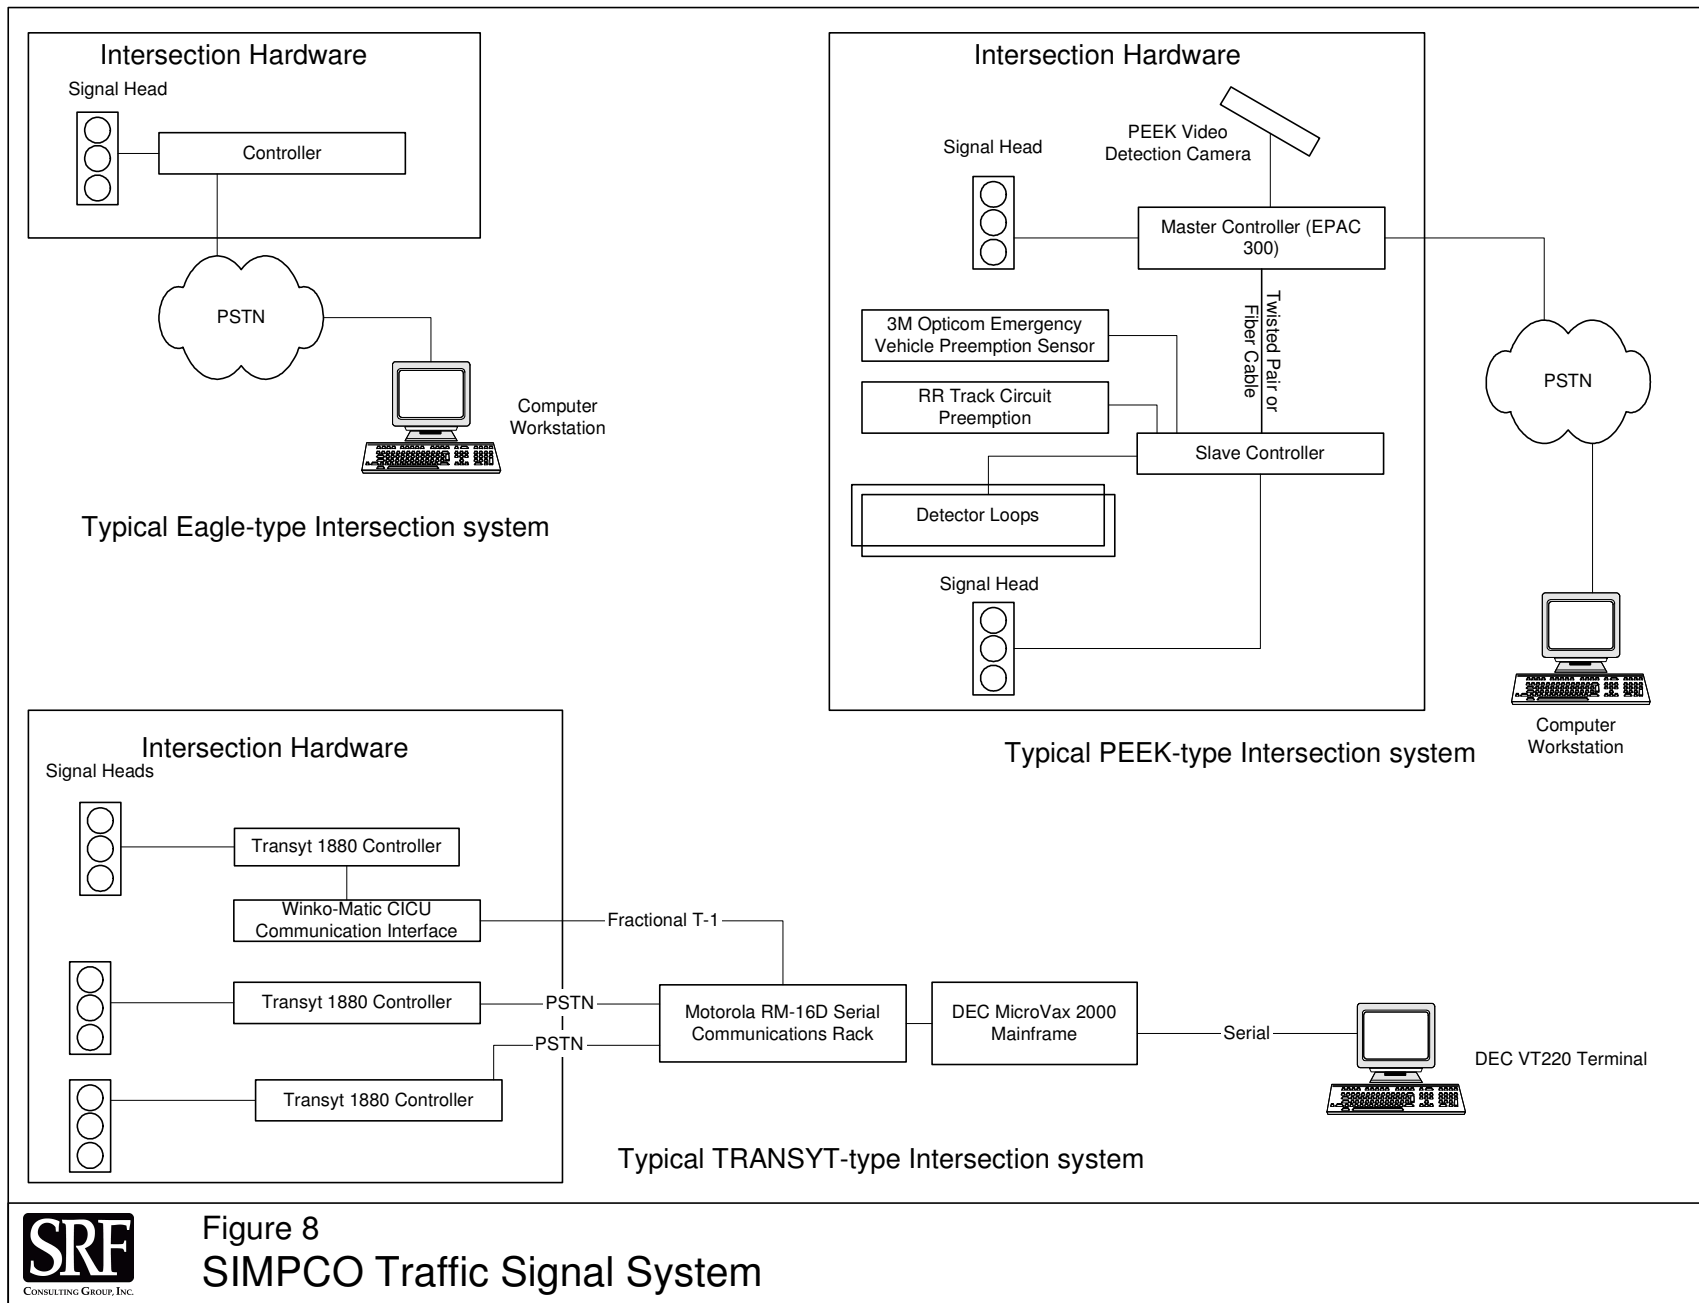 Intersection Hardware
Signal Head
Controller
PSTN
Computer
Workstation
Typical Eagle-type Intersection system
Intersection Hardware
PEEK Video
Detection Camera
Signal Head
Master Controller (EPAC
300)
Twisted Pair or
Fiber Cable
3M Opticom Emergency
Vehicle Preemption Sensor
RR Track Circuit
Preemption
PSTN
Slave Controller
Detector Loops
Signal Head
Computer
Workstation
Typical PEEK-type Intersection system
Intersection Hardware
Signal Heads
Transyt 1880 Controller
Winko-Matic CICU
Communication Interface
Fractional T-1
Transyt 1880 Controller
PSTN
PSTN
Transyt 1880 Controller
Motorola RM-16D Serial
Communications Rack
DEC MicroVax 2000
Mainframe
Serial
DEC VT220 Terminal
Typical TRANSYT-type Intersection system
SRF
CONSULTING GROUP, INC.
Figure 8
SIMPCO Traffic Signal System